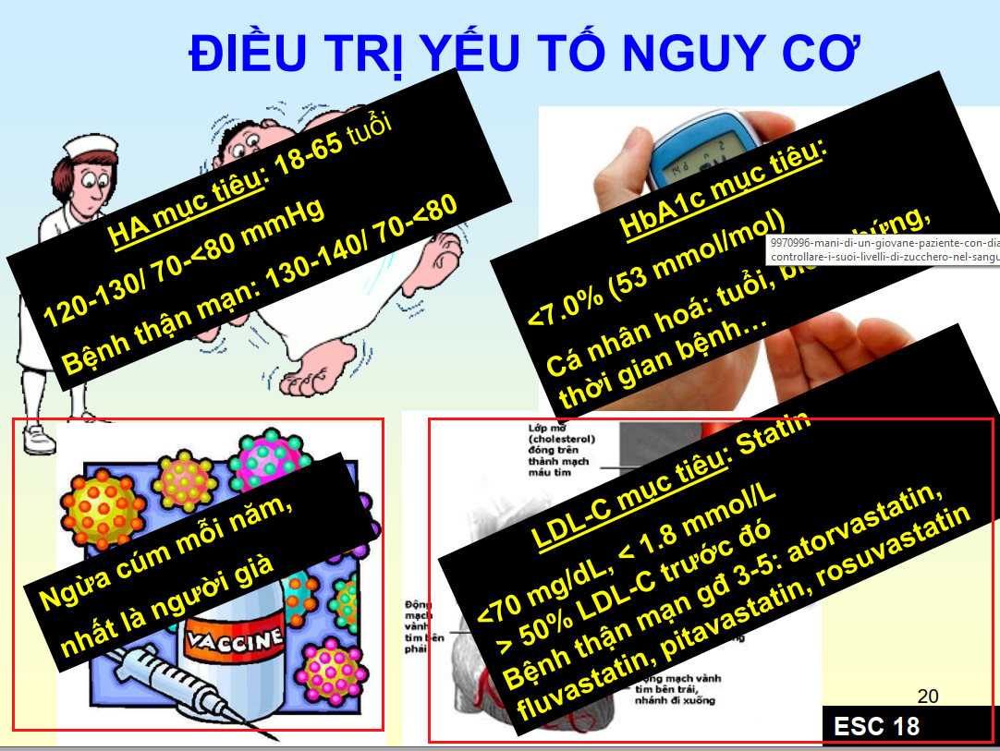 ĐIỀU TRỊ YẾU TỐ NGUY CƠ
HA mục tiêu: 18-65 tuổi
120-130/ 70-<80 mmHg
Bệnh thận mạn: 130-140/ 70-<80
HbA1c mục tiêu:
<7.0% (53 mmol/mol)
Cá nhân hoá: tuổi, chứng,
thời gian bệnh…
9970996-mani-di-un-giovane-paziente-con-dia
controllare-i-suoi-livelli-di-zucchero-nel-sangu
Ngừa cúm mỗi năm,
nhất là người già
VACCINE
Lớp mỡ
(cholesterol)
đóng trên
thành mạch
máu tim
LDL-C mục tiêu: Statin
<70 mg/dL, < 1.8 mmol/L
> 50% LDL-C trước đó
Bệnh thận mạn gđ 3-5: atorvastatin,
fluvastatin, pitavastatin, rosuvastatin
Động
mạch
vành
tim bên
phải
mạch vành
tim bên trái,
nhánh đi xuống
20
ESC 18